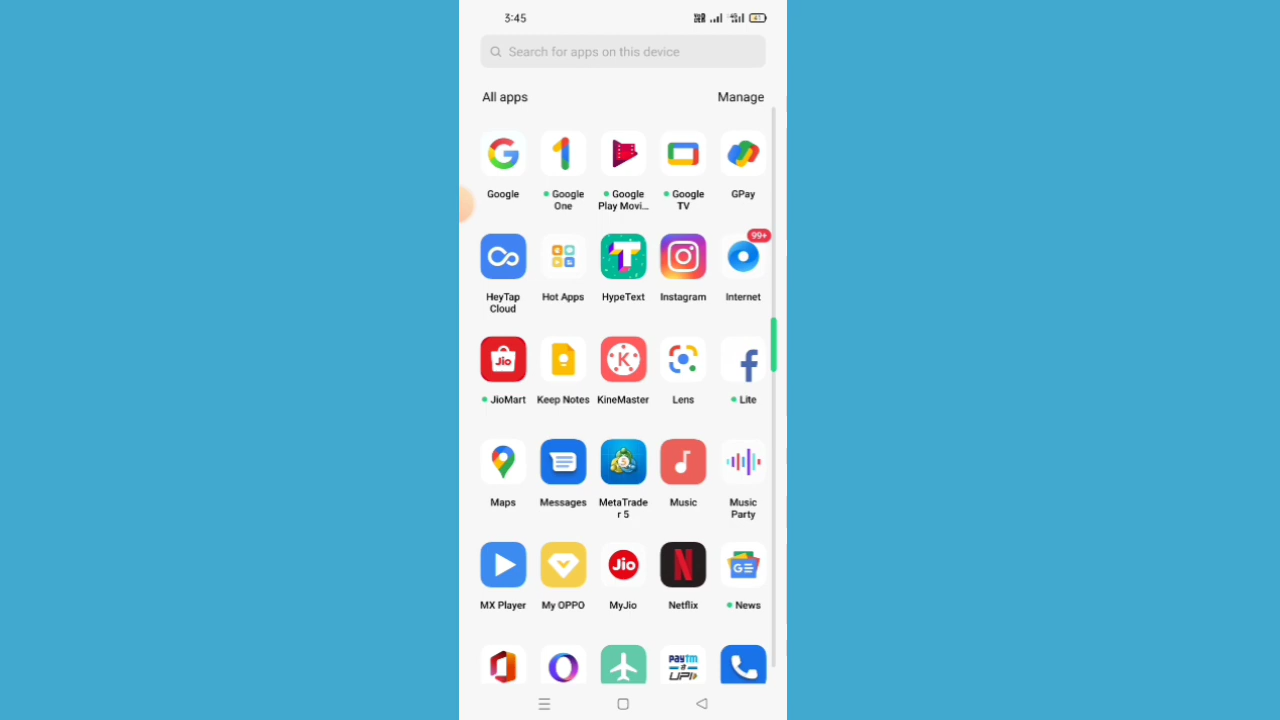 3:45
Search for apps on this device
All apps
Manage
Google
Google One
Google Play Movi...
Google TV
GPay
99+
HeyTap Cloud
Hot Apps
HypeText
Instagram
Internet
Jio
JioMart
Keep Notes
KineMaster
Lens
Lite
Maps
Messages
MetaTrade
r 5
Music
Music Party
MX Player
My OPPO
Jio
MyJio
Netflix
GE
News
paytm
UPI